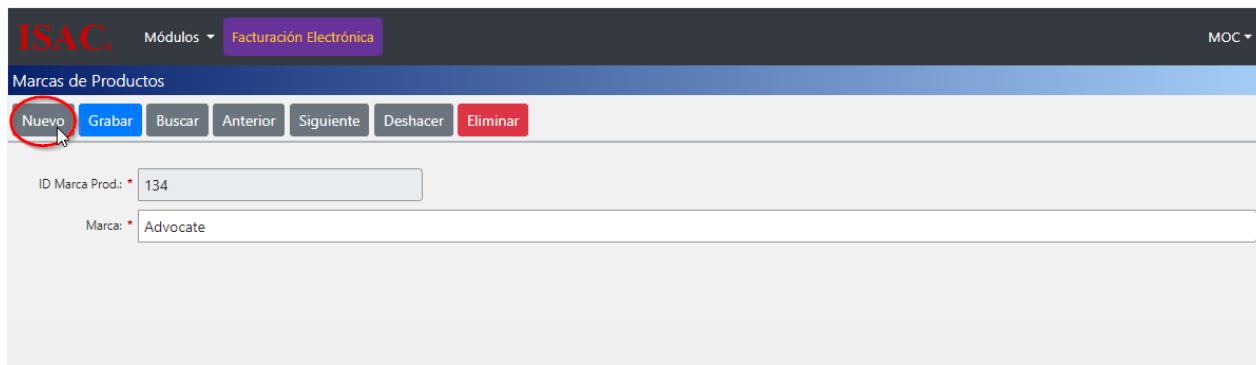 ISAC® Módulos Facturación Electrónica MOC
Marcas de Productos
Nuevo Grabar Buscar Anterior Siguiente Deshacer Eliminar
ID Marca Prod.: * 134
Marca: * Advocate